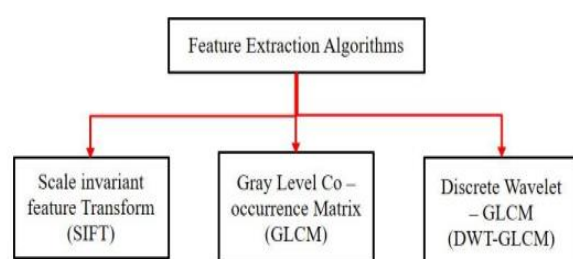 Feature Extraction Algorithms
Scale invariant
feature Transform
(SIFT)
Gray Level Co –
occurrence Matrix
(GLCM)
Discrete Wavelet
– GLCM
(DWT-GLCM)